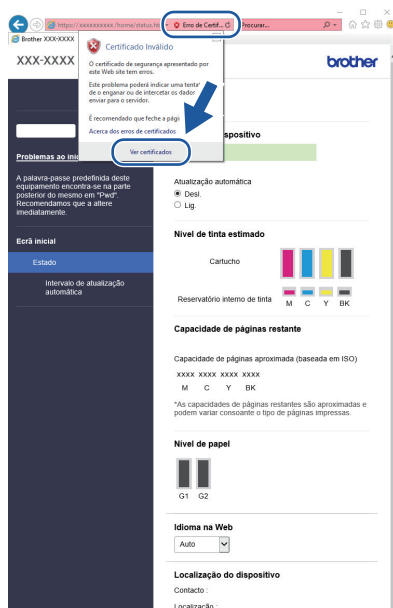 https://xxxxxxxxxxx/home/status.ht
Erro de Certif...
Procurar...
Brother XXX-XXXX
XXX-XXXX
brother
Certificado Inválido
O certificado de segurança apresentado por
este Web site tem erros.
Este problema poderá indicar uma
de o enganar ou de intercetar os dados
enviar para o servidor.
É recomendado que feche a
Acerca dos erros de certificados
Ver certificados
Problemas ao
A palavra-passe predefinida deste
equipamento encontra-se na parte
posterior do mesmo em "Pwd".
Recomendamos que a altere
imediatamente.
Ecrã inicial
Estado
Intervalo de atualização
automática
Atualização automática
Desl.
Lig.
Nível de tinta estimado
Cartucho
Reservatório interno de tinta
M C Y BK
Capacidade de páginas restante
Capacidade de páginas aproximada (baseada em ISO)
xxxx xxxx xxxx xxxx
M C Y BK
*As capacidades de páginas restantes são aproximadas e
podem variar consoante o tipo de páginas impressas.
Nível de papel
G1 G2
Idioma na Web
Auto
Localização do dispositivo
Contacto :
Localização :